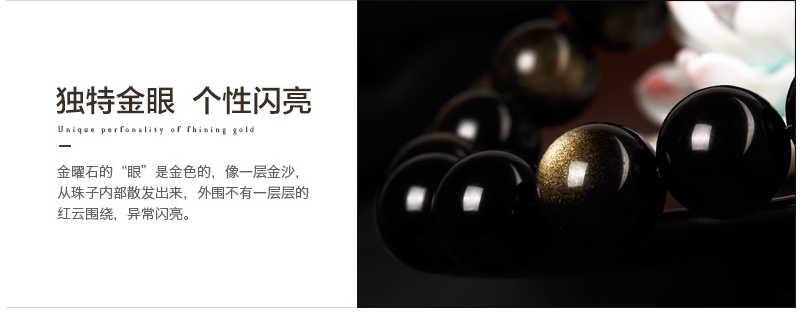 独特金眼 个性闪亮
Unique perfonality of fhining gold
金曜石的“眼”是金色的，像一层金沙，
从珠子内部散发出来，外围不有一层层的
红云围绕，异常闪亮。